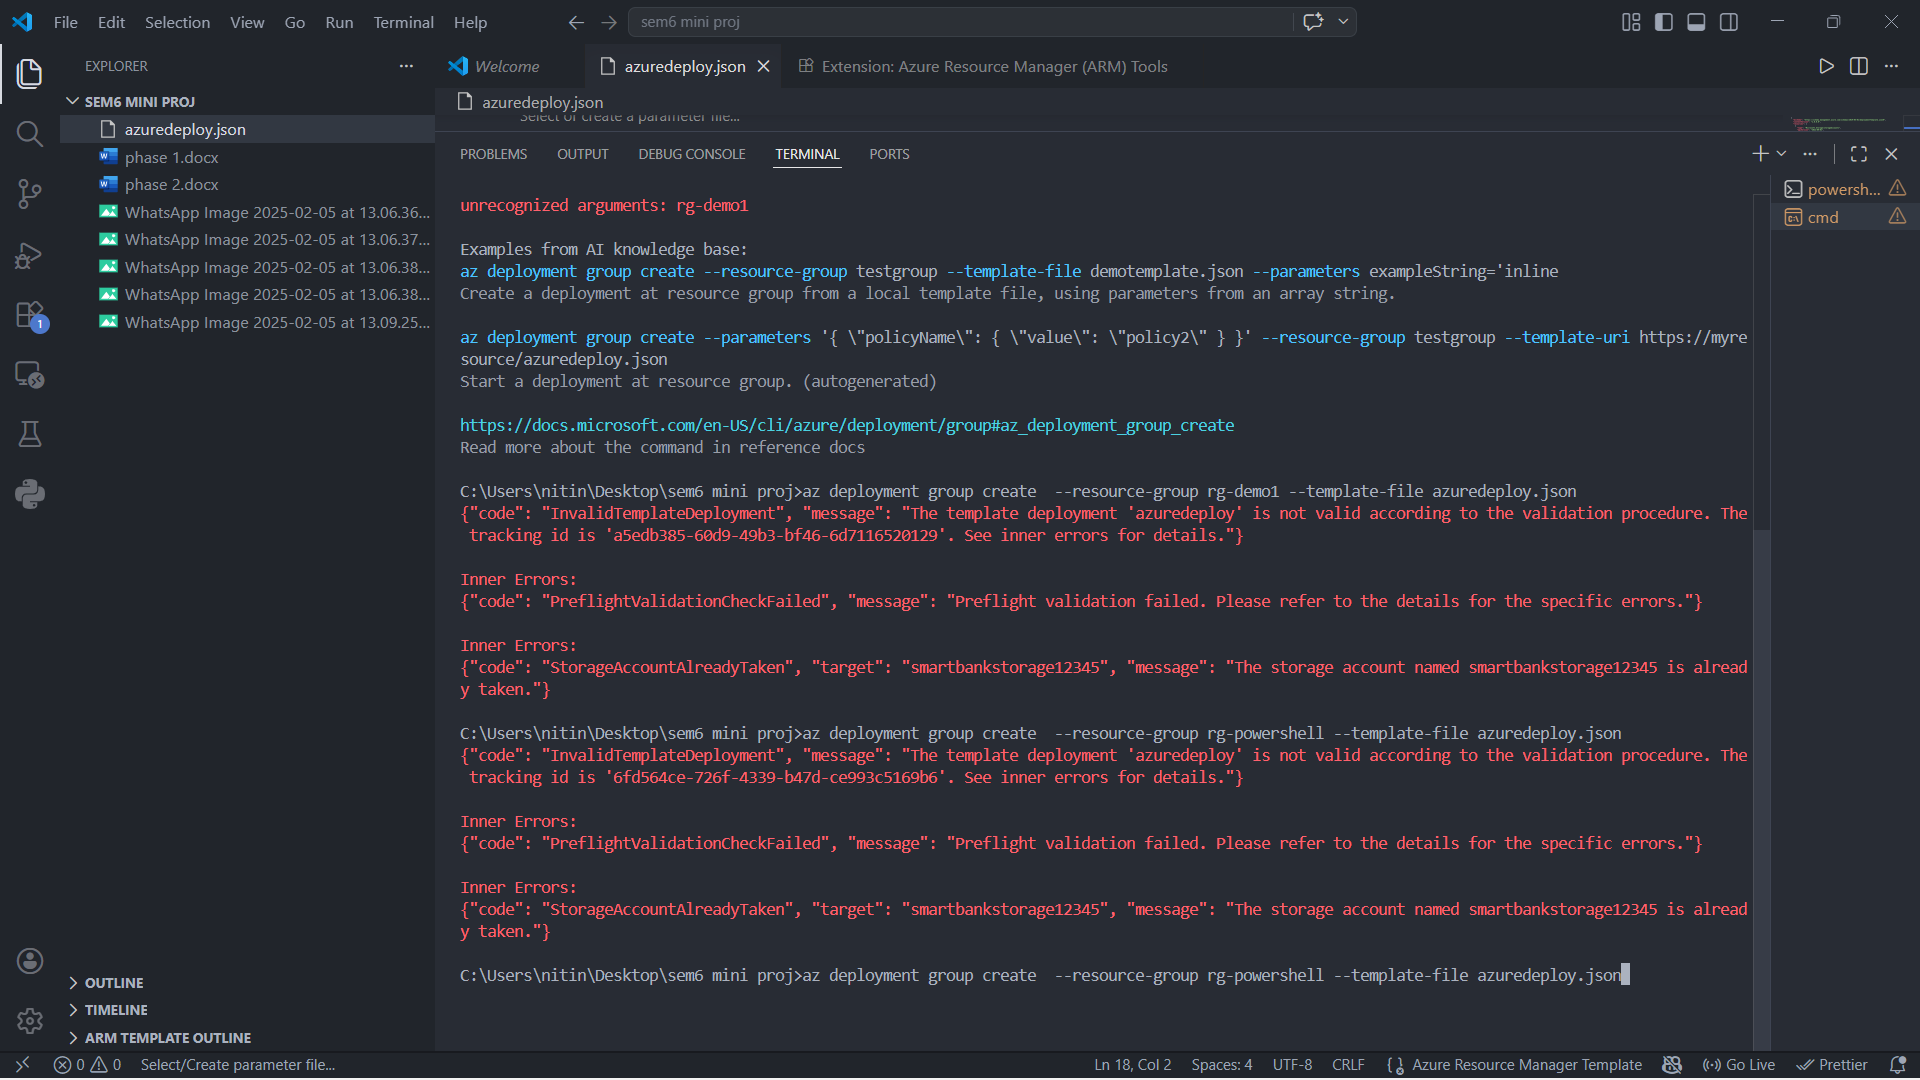 File Edit Selection View Go Run Terminal Help
sem6 mini proj
EXPLORER
SEM6 MINI PROJ
azuredeploy.json
phase 1.docx
phase 2.docx
WhatsApp Image 2025-02-05 at 13.06.36...
WhatsApp Image 2025-02-05 at 13.06.37...
WhatsApp Image 2025-02-05 at 13.06.38...
WhatsApp Image 2025-02-05 at 13.06.38...
WhatsApp Image 2025-02-05 at 13.09.25...
1
OUTLINE
TIMELINE
ARM TEMPLATE OUTLINE
Welcome azuredeploy.json Extension: Azure Resource Manager (ARM) Tools
azuredeploy.json
Select or create a parameter file...
PROBLEMS OUTPUT DEBUG CONSOLE TERMINAL PORTS
powersh...
cmd
unrecognized arguments: rg-demo1
Examples from AI knowledge base:
az deployment group create --resource-group testgroup --template-file demotemplate.json --parameters exampleString='inline
Create a deployment at resource group from a local template file, using parameters from an array string.
az deployment group create --parameters '{ \"policyName\": { \"value\": \"policy2\" } }' --resource-group testgroup --template-uri https://myre
source/azuredeploy.json
Start a deployment at resource group. (autogenerated)
https://docs.microsoft.com/en-US/cli/azure/deployment/group#az_deployment_group_create
Read more about the command in reference docs
C:\Users\nitin\Desktop\sem6 mini proj>az deployment group create  --resource-group rg-demo1 --template-file azuredeploy.json
{"code": "InvalidTemplateDeployment", "message": "The template deployment 'azuredeploy' is not valid according to the validation procedure. The
 tracking id is 'a5edb385-60d9-49b3-bf46-6d7116520129'. See inner errors for details."}
Inner Errors:
{"code": "PreflightValidationCheckFailed", "message": "Preflight validation failed. Please refer to the details for the specific errors."}
Inner Errors:
{"code": "StorageAccountAlreadyTaken", "target": "smartbankstorage12345", "message": "The storage account named smartbankstorage12345 is alread
y taken."}
C:\Users\nitin\Desktop\sem6 mini proj>az deployment group create  --resource-group rg-powershell --template-file azuredeploy.json
{"code": "InvalidTemplateDeployment", "message": "The template deployment 'azuredeploy' is not valid according to the validation procedure. The
 tracking id is '6fd564ce-726f-4339-b47d-ce993c5169b6'. See inner errors for details."}
Inner Errors:
{"code": "PreflightValidationCheckFailed", "message": "Preflight validation failed. Please refer to the details for the specific errors."}
Inner Errors:
{"code": "StorageAccountAlreadyTaken", "target": "smartbankstorage12345", "message": "The storage account named smartbankstorage12345 is alread
y taken."}
C:\Users\nitin\Desktop\sem6 mini proj>az deployment group create  --resource-group rg-powershell --template-file azuredeploy.json
0 0 Select/Create parameter file... Ln 18, Col 2 Spaces: 4 UTF-8 CRLF Azure Resource Manager Template Go Live Prettier